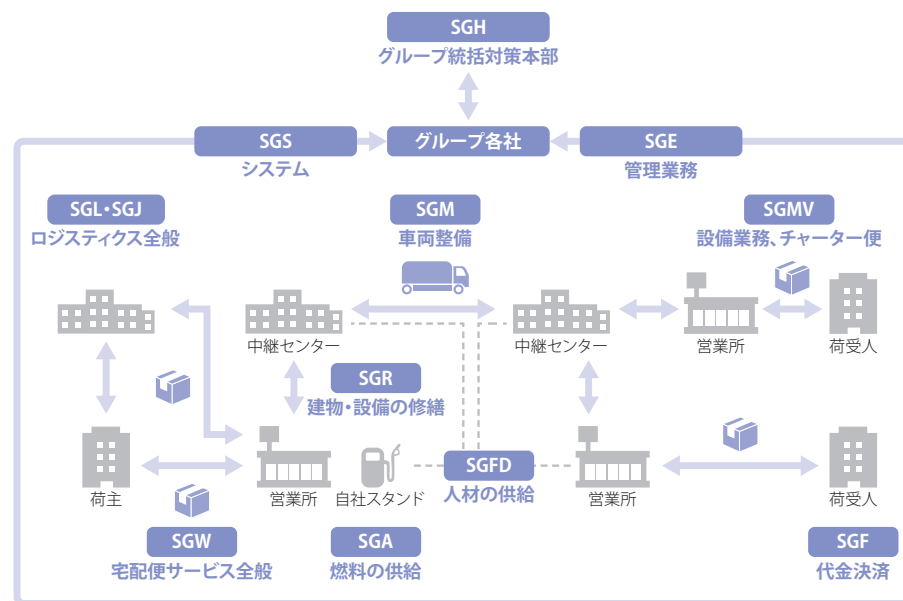 SGH
グループ統括対策本部
SGS
システム
グループ各社
SGE
管理業務
SGL・SGJ
ロジスティクス全般
SGM
車両整備
SGMV
設備業務、チャーター便
中継センター
中継センター
営業所
荷受人
SGR
建物・設備の修繕
荷主
営業所
自社スタンド
SGFD
人材の供給
営業所
荷受人
SGW
宅配便サービス全般
SGA
燃料の供給
SGF
代金決済